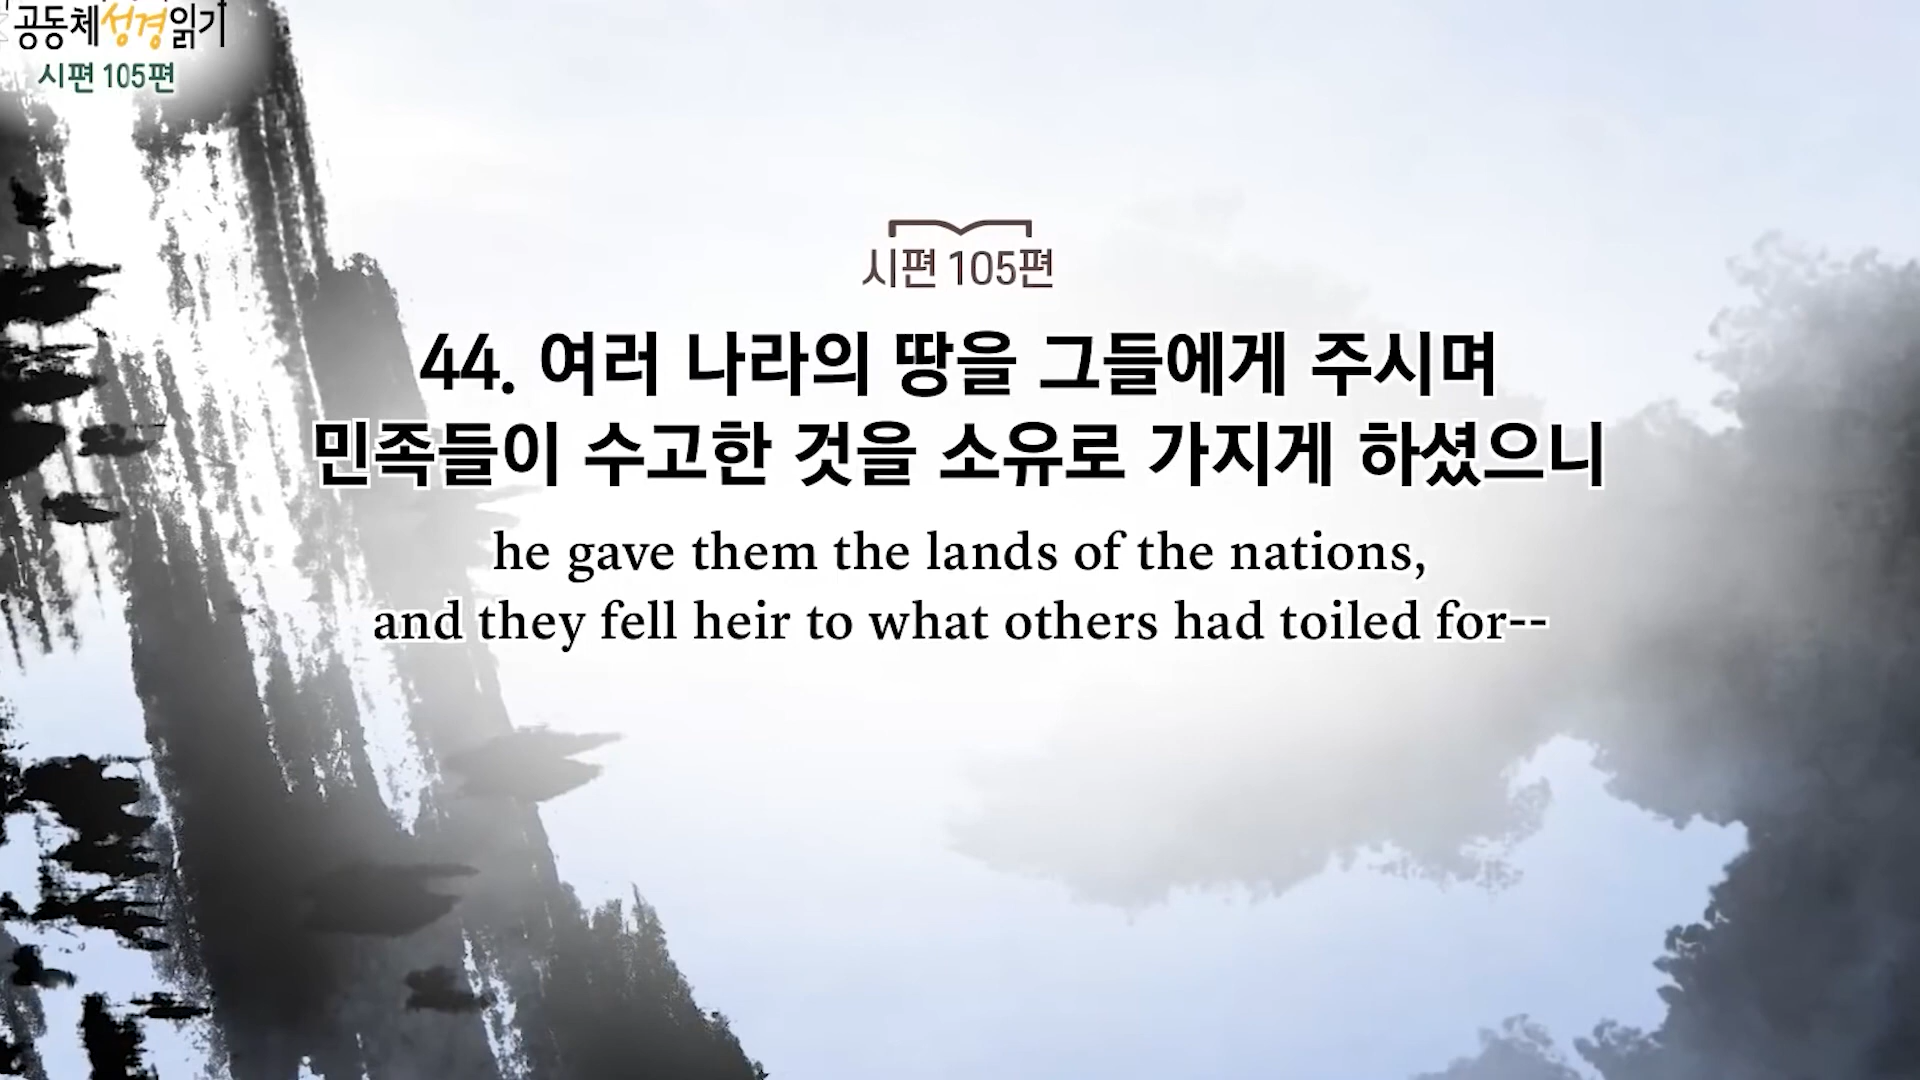 공동체성경읽기
시편 105편
시편 105편
44. 여러 나라의 땅을 그들에게 주시며
민족들이 수고한 것을 소유로 가지게 하셨으니
he gave them the lands of the nations,
and they fell heir to what others had toiled for--